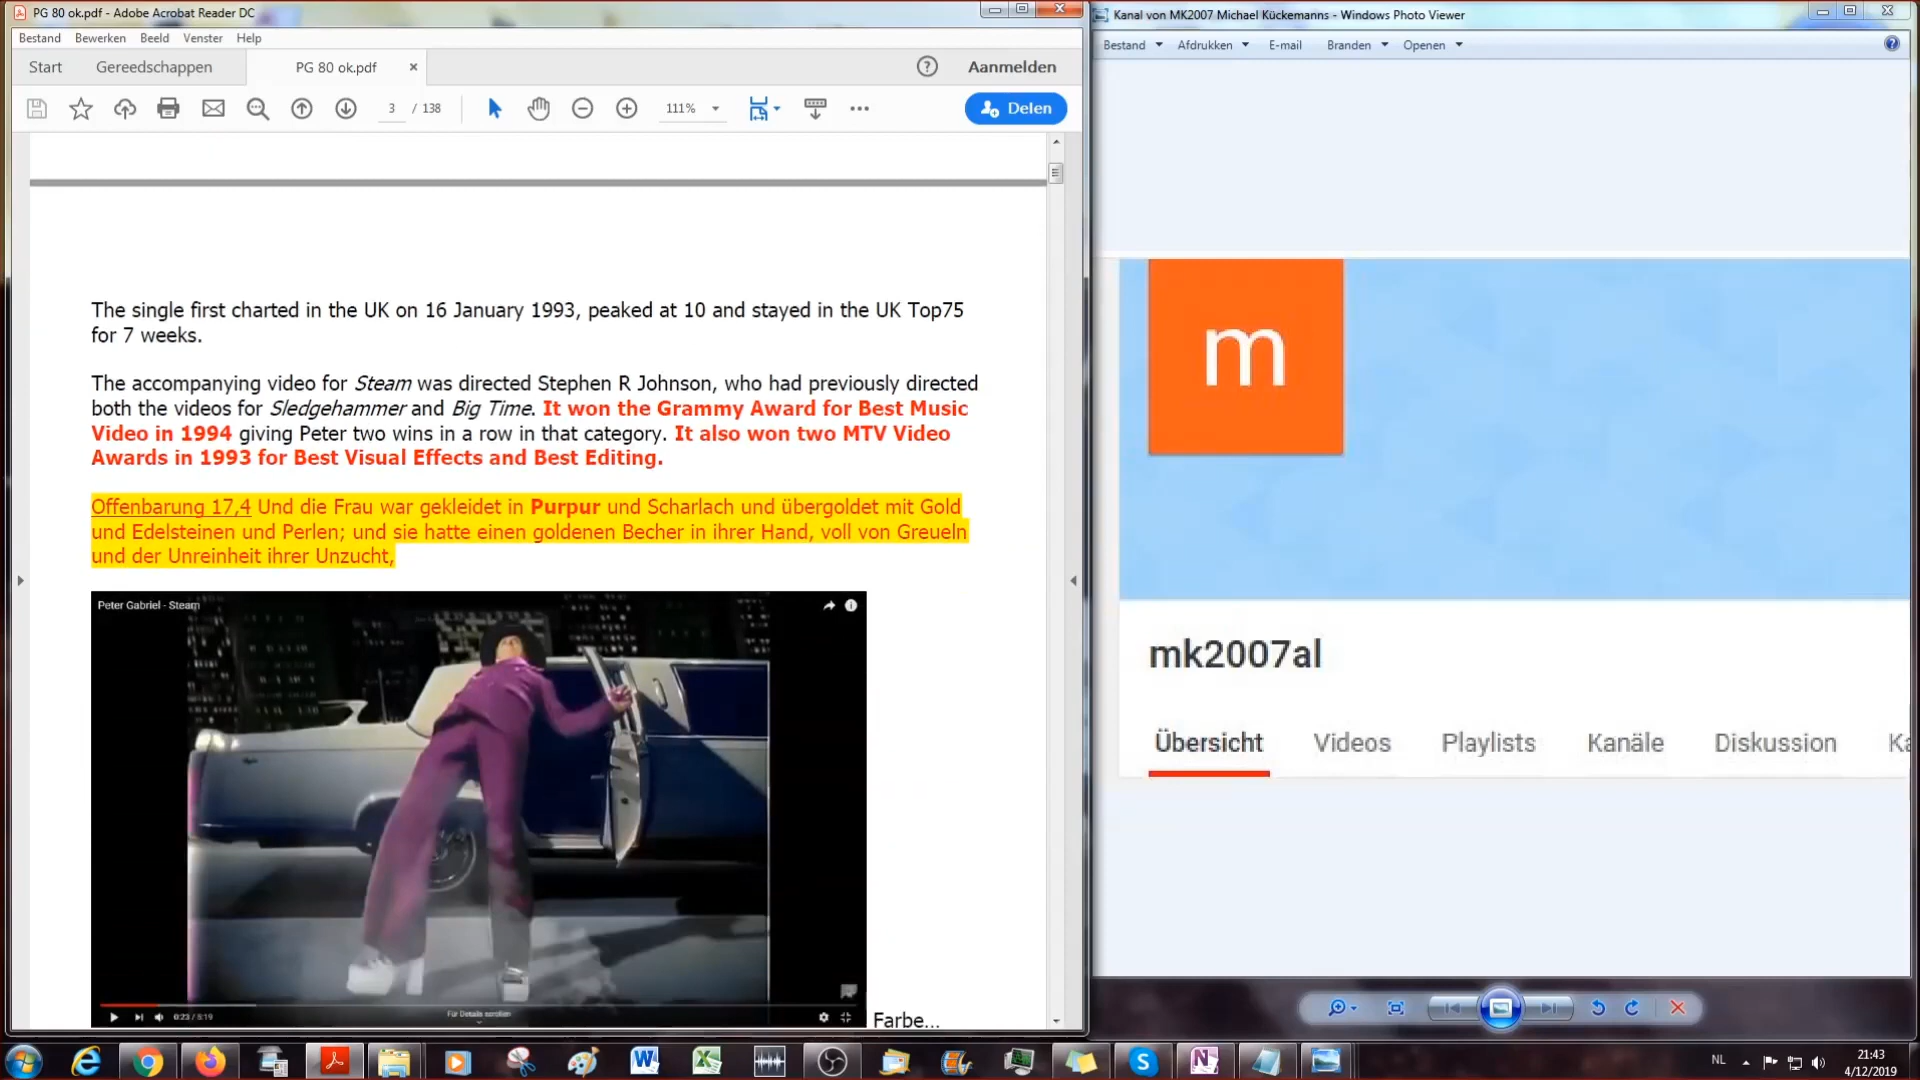 PG 80 ok.pdf - Adobe Acrobat Reader DC
Bestand Bewerken Beeld Venster Help
Start Gereedschappen PG 80 ok.pdf × ? Aanmelden
3 / 138 111% Delen
The single first charted in the UK on 16 January 1993, peaked at 10 and stayed in the UK Top75
for 7 weeks.
The accompanying video for Steam was directed Stephen R Johnson, who had previously directed
both the videos for Sledgehammer and Big Time. It won the Grammy Award for Best Music
Video in 1994 giving Peter two wins in a row in that category. It also won two MTV Video
Awards in 1993 for Best Visual Effects and Best Editing.
Offenbarung 17,4 Und die Frau war gekleidet in Purpur und Scharlach und übergoldet mit Gold
und Edelsteinen und Perlen; und sie hatte einen goldenen Becher in ihrer Hand, voll von Greueln
und der Unreinheit ihrer Unzucht,
Peter Gabriel - Steam
0:23 / 5:19 Für Details scrollen
Farbe...
Kanal von MK2007 Michael Kückemanns - Windows Photo Viewer
Bestand Afdrukken E-mail Branden Openen
m
mk2007al
Übersicht Videos Playlists Kanäle Diskussion Ka
NL 21:43
4/12/2019